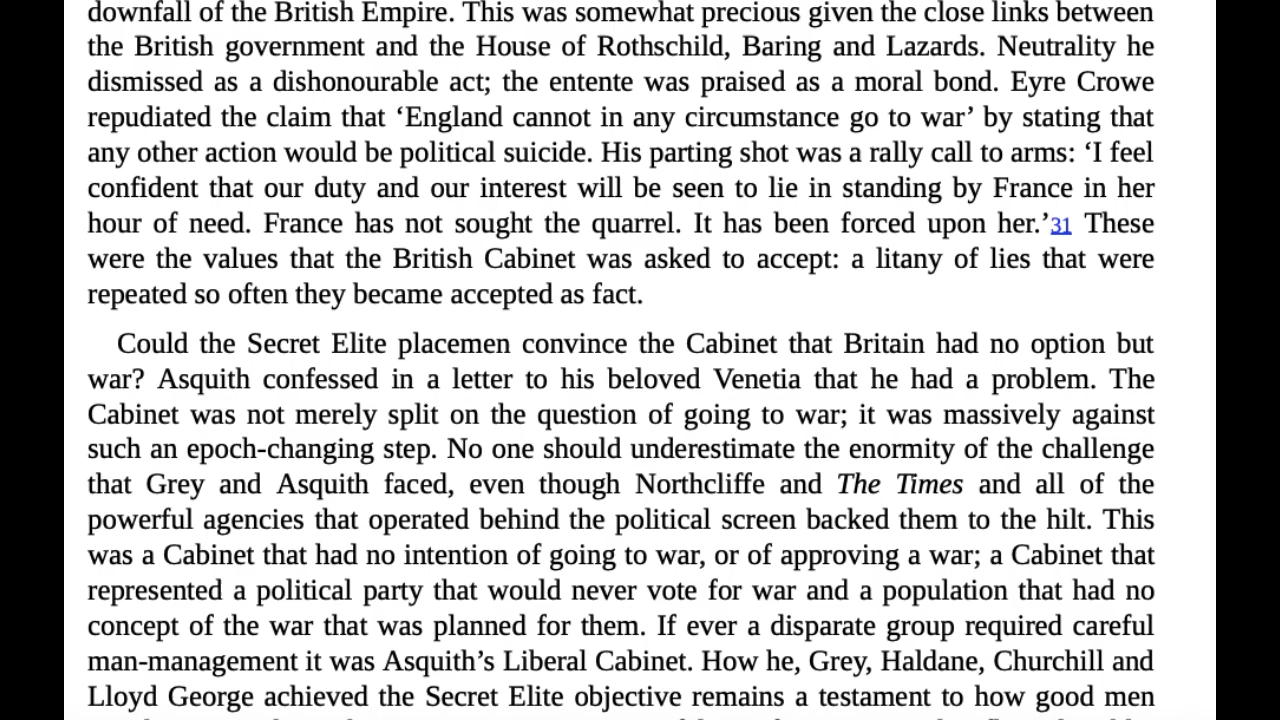 downfall of the British Empire. This was somewhat precious given the close links between
the British government and the House of Rothschild, Baring and Lazards. Neutrality he
dismissed as a dishonourable act; the entente was praised as a moral bond. Eyre Crowe
repudiated the claim that ‘England cannot in any circumstance go to war’ by stating that
any other action would be political suicide. His parting shot was a rally call to arms: ‘I feel
confident that our duty and our interest will be seen to lie in standing by France in her
hour of need. France has not sought the quarrel. It has been forced upon her.’31 These
were the values that the British Cabinet was asked to accept: a litany of lies that were
repeated so often they became accepted as fact.
Could the Secret Elite placemen convince the Cabinet that Britain had no option but
war? Asquith confessed in a letter to his beloved Venetia that he had a problem. The
Cabinet was not merely split on the question of going to war; it was massively against
such an epoch-changing step. No one should underestimate the enormity of the challenge
that Grey and Asquith faced, even though Northcliffe and The Times and all of the
powerful agencies that operated behind the political screen backed them to the hilt. This
was a Cabinet that had no intention of going to war, or of approving a war; a Cabinet that
represented a political party that would never vote for war and a population that had no
concept of the war that was planned for them. If ever a disparate group required careful
man-management it was Asquith’s Liberal Cabinet. How he, Grey, Haldane, Churchill and
Lloyd George achieved the Secret Elite objective remains a testament to how good men